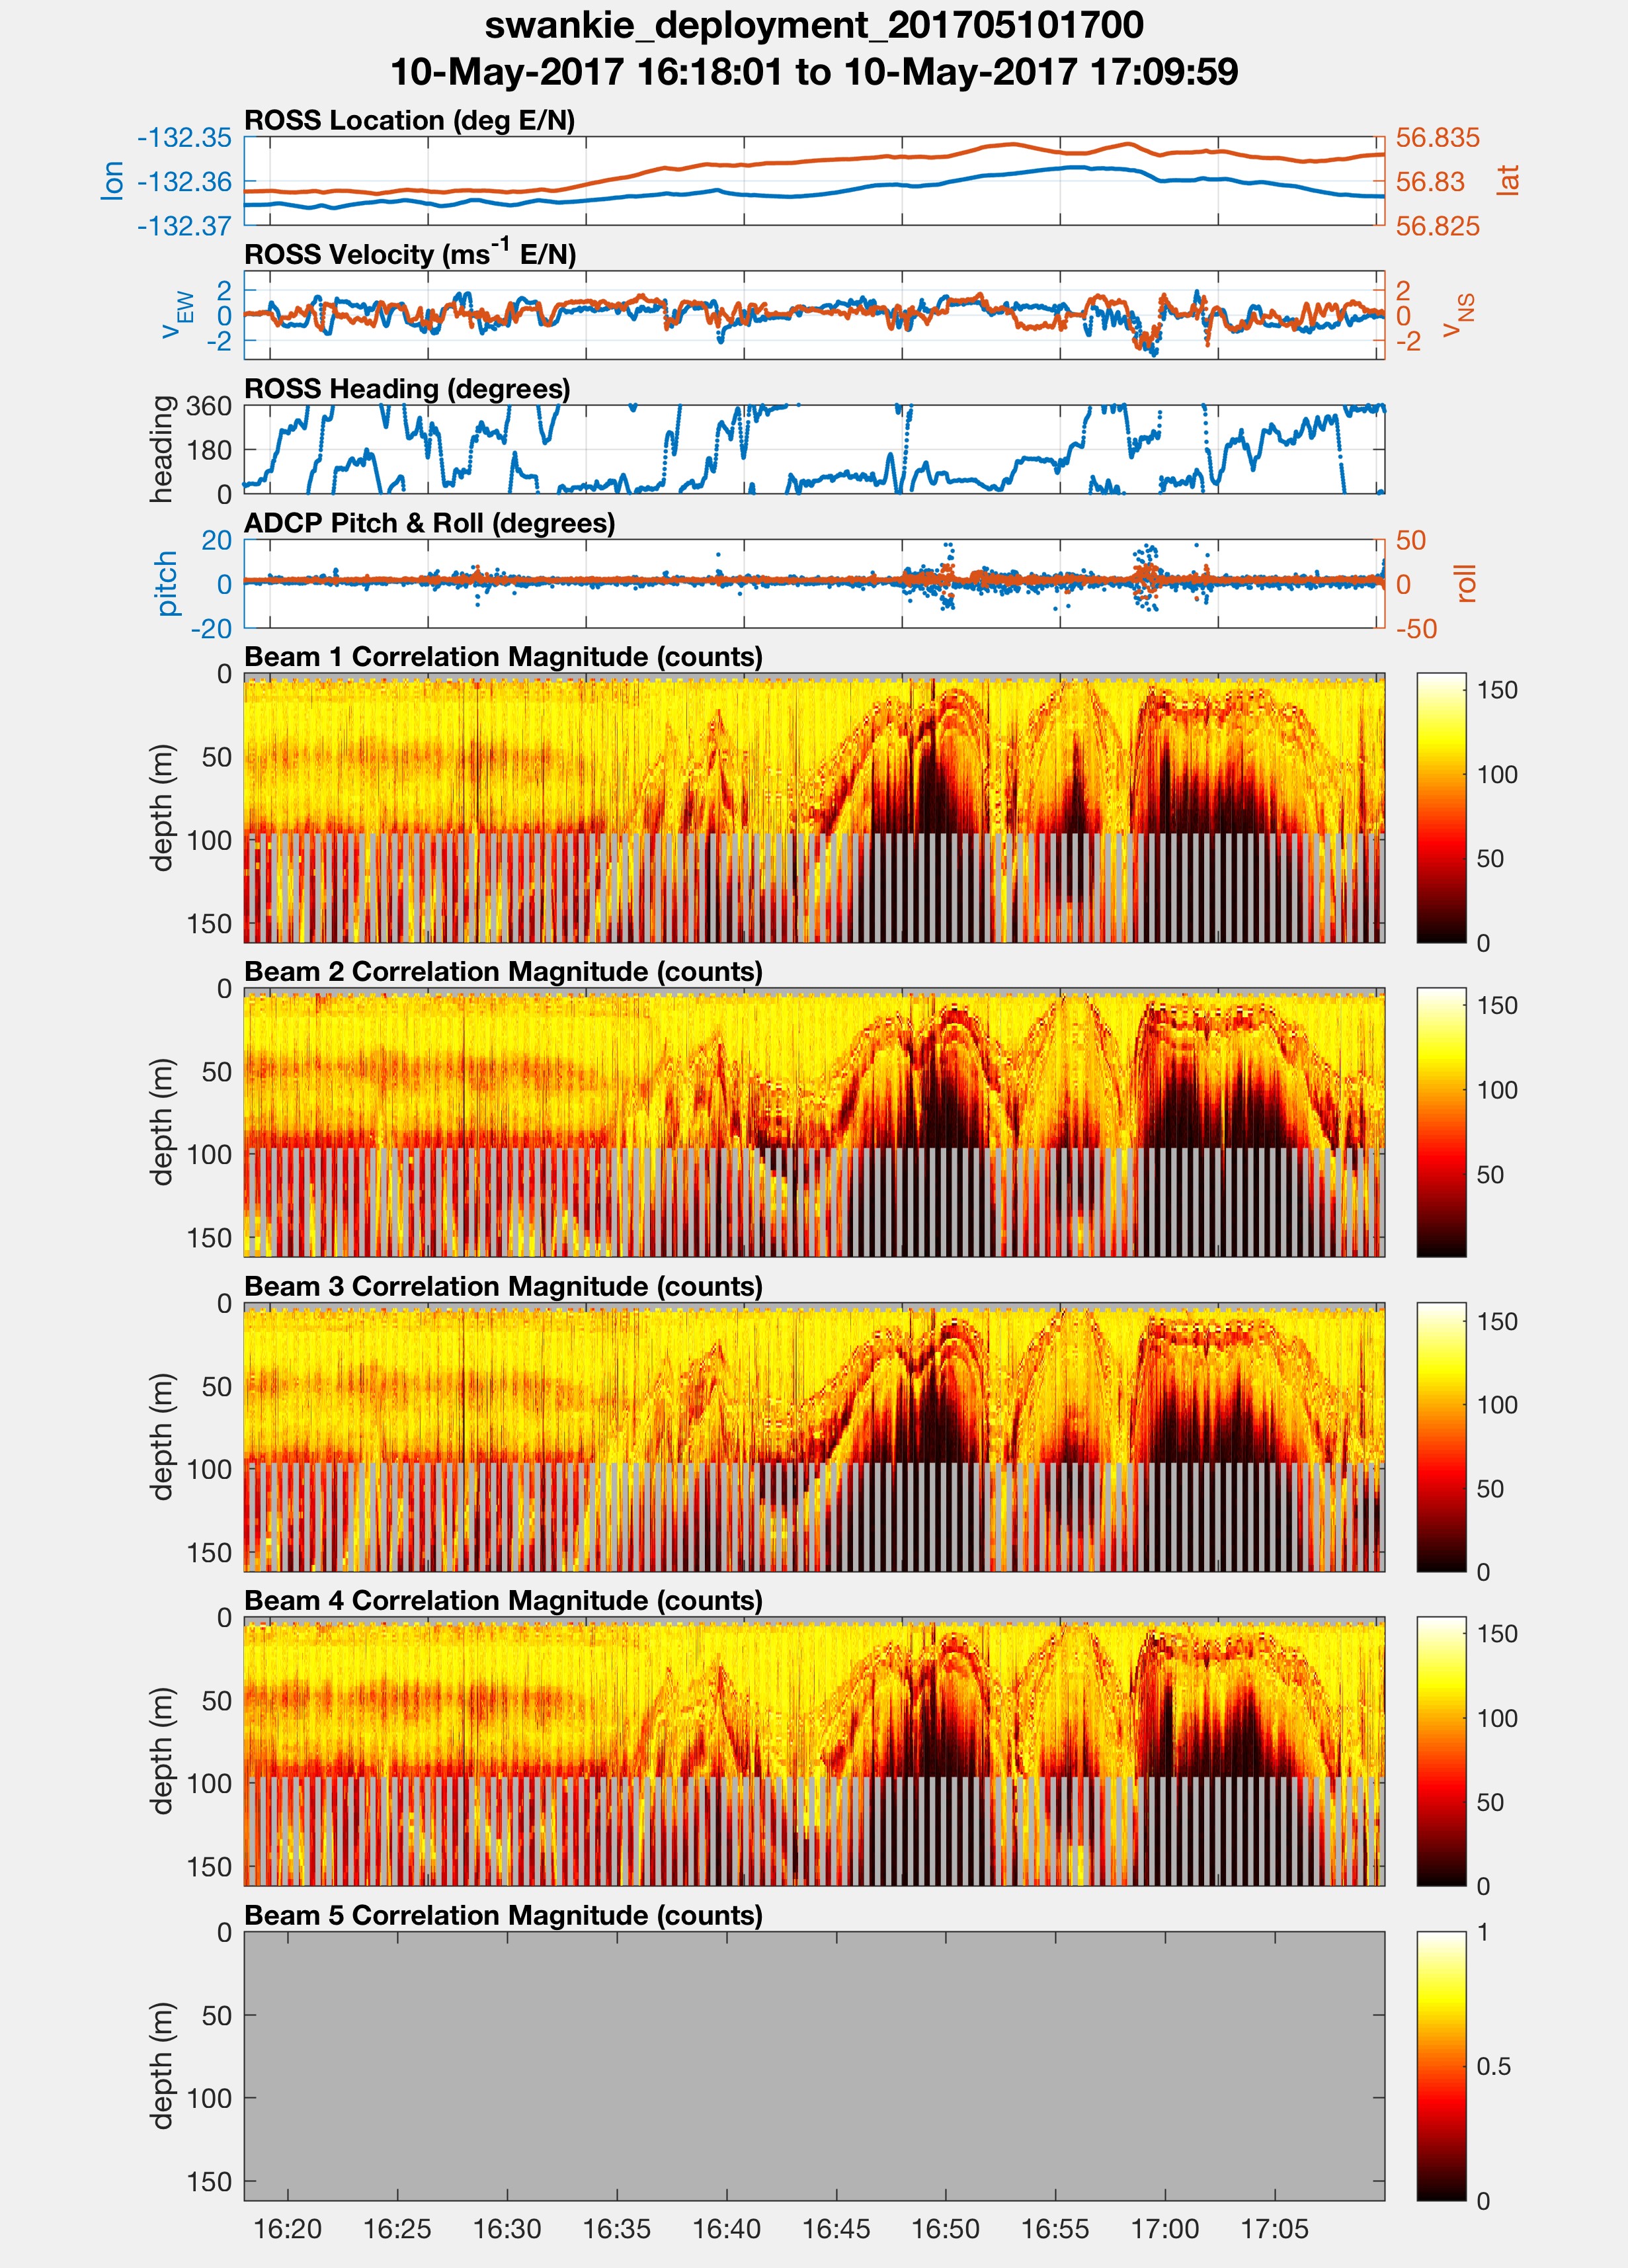 swankie_deployment_201705101700
10-May-2017 16:18:01 to 10-May-2017 17:09:59
ROSS Location (deg E/N)
-132.35
-132.36
-132.37
lon
56.835
56.83
56.825
lat
ROSS Velocity (ms-1 E/N)
2
0
-2
vEW
2
0
-2
vNS
ROSS Heading (degrees)
360
180
0
heading
ADCP Pitch & Roll (degrees)
20
0
-20
pitch
50
0
-50
roll
Beam 1 Correlation Magnitude (counts)
0
50
100
150
depth (m)
150
100
50
0
Beam 2 Correlation Magnitude (counts)
0
50
100
150
depth (m)
150
100
50
Beam 3 Correlation Magnitude (counts)
0
50
100
150
depth (m)
150
100
50
0
Beam 4 Correlation Magnitude (counts)
0
50
100
150
depth (m)
150
100
50
0
Beam 5 Correlation Magnitude (counts)
0
50
100
150
depth (m)
1
0.5
0
16:20 16:25 16:30 16:35 16:40 16:45 16:50 16:55 17:00 17:05